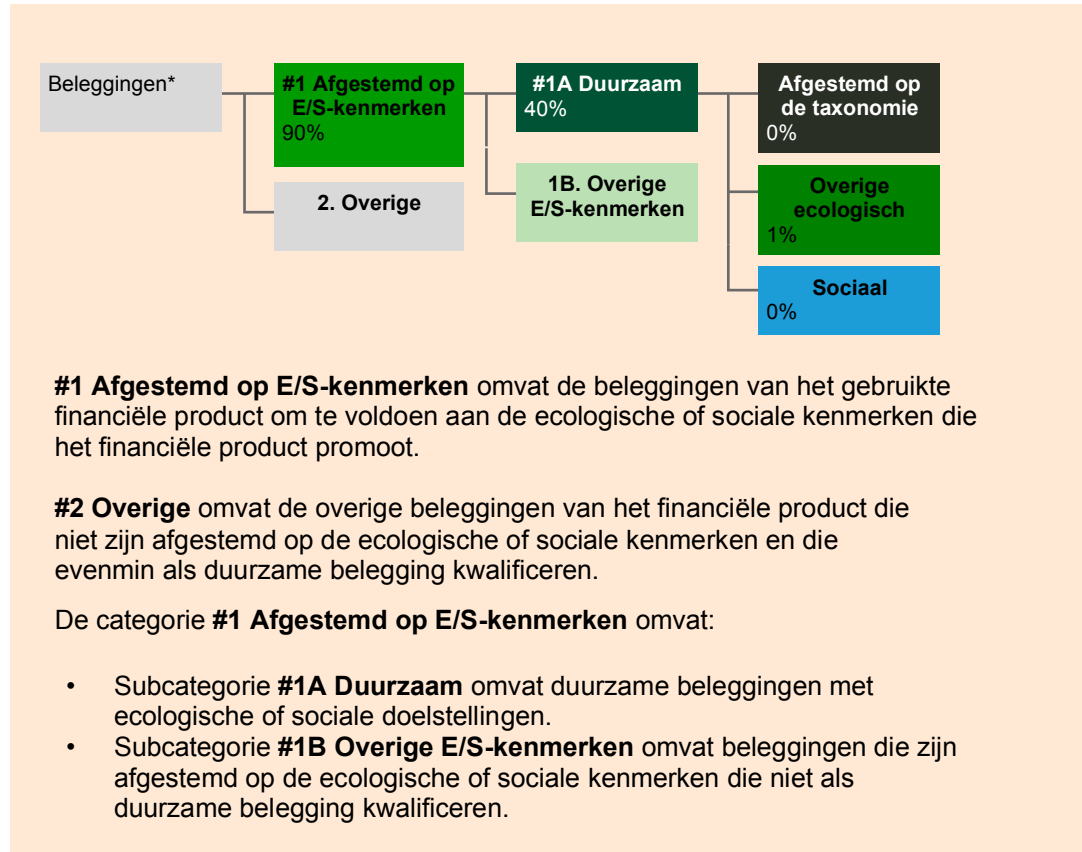 Beleggingen*
#1 Afgestemd op
E/S-kenmerken
90%
#1A Duurzaam
40%
Afgestemd op
de taxonomie
0%
2. Overige
1B. Overige
E/S-kenmerken
Overige
ecologisch
1%
Sociaal
0%
#1 Afgestemd op E/S-kenmerken omvat de beleggingen van het gebruikte
financiële product om te voldoen aan de ecologische of sociale kenmerken die
het financiële product promoot.
#2 Overige omvat de overige beleggingen van het financiële product die
niet zijn afgestemd op de ecologische of sociale kenmerken en die
evenmin als duurzame belegging kwalificeren.
De categorie #1 Afgestemd op E/S-kenmerken omvat:
• Subcategorie #1A Duurzaam omvat duurzame beleggingen met
ecologische of sociale doelstellingen.
• Subcategorie #1B Overige E/S-kenmerken omvat beleggingen die zijn
afgestemd op de ecologische of sociale kenmerken die niet als
duurzame belegging kwalificeren.